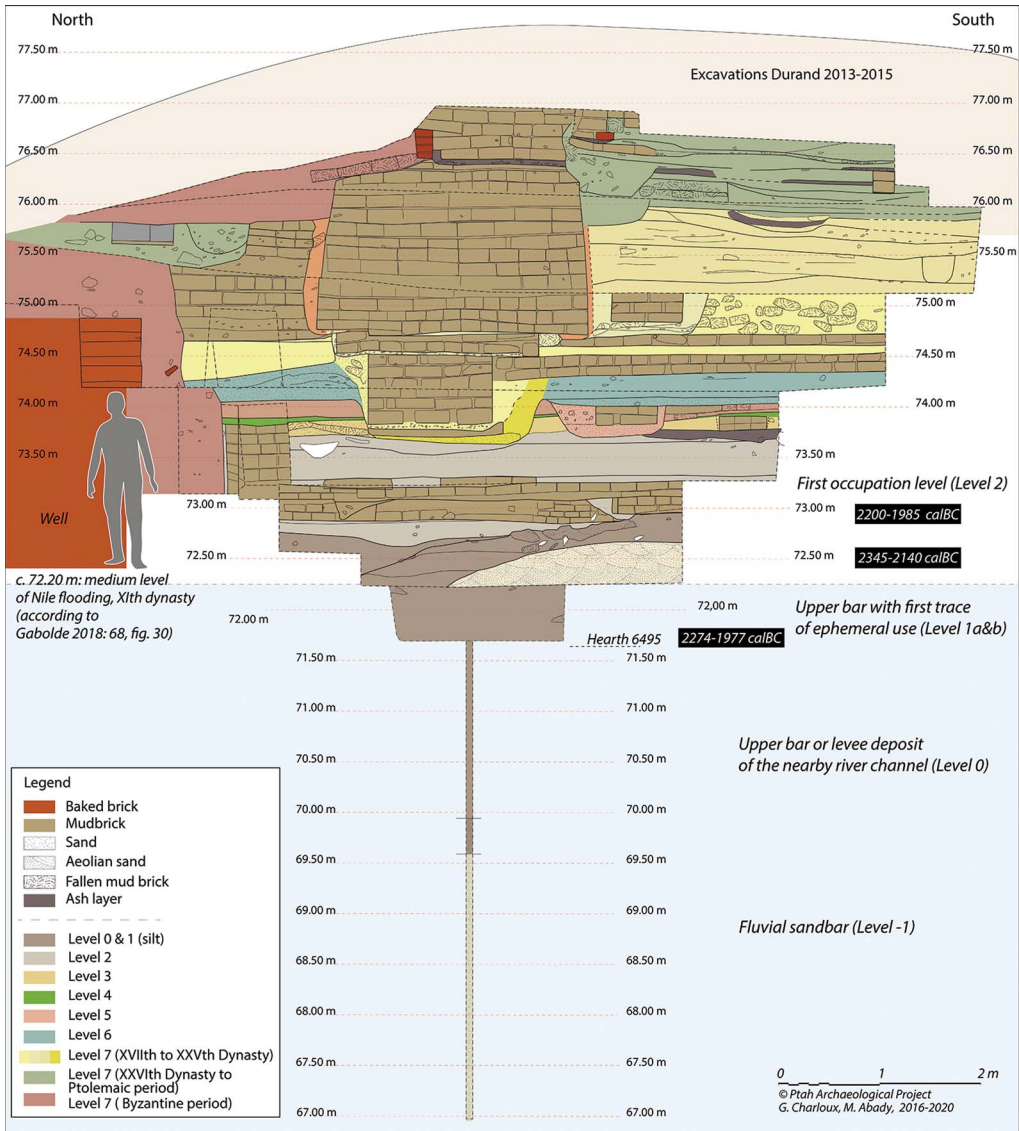 North
South
77.50 m
77.50 m
Excavations Durand 2013-2015
77.00 m
77.00 m
76.50 m
76.50 m
76.00 m
76.00 m
75.50 m
75.50 m
75.00 m
75.00 m
74.50 m
74.50 m
74.00 m
74.00 m
73.50 m
73.50 m
First occupation level (Level 2)
Well
73.00 m
73.00 m
2200-1985 calBC
72.50 m
72.50 m
2345-2140 calBC
c. 72.20 m: medium level
of Nile flooding, XIth dynasty
(according to
Gabolde 2018: 68, fig. 30)
72.00 m
72,00 m
Upper bar with first trace
of ephemeral use (Level 1a&b)
Hearth 6495
2274-1977 calBC
71.50 m
71.50 m
71.00 m
71.00 m
70.50 m
70.50 m
Upper bar or levee deposit
of the nearby river channel (Level 0)
70.00 m
70.00 m
69.50 m
69.50 m
69.00 m
69.00 m
Fluvial sandbar (Level -1)
68.50 m
68.50 m
68.00 m
68.00 m
67.50 m
67.50 m
67.00 m
67.00 m
Legend
Baked brick
Mudbrick
Sand
Aeolian sand
Fallen mud brick
Ash layer
Level 0 & 1 (silt)
Level 2
Level 3
Level 4
Level 5
Level 6
Level 7 (XVIIth to XXVth Dynasty)
Level 7 (XXVIth Dynasty to
Ptolemaic period)
Level 7 ( Byzantine period)
0 1 2 m
© Ptah Archaeological Project
G. Charloux, M. Abady, 2016-2020